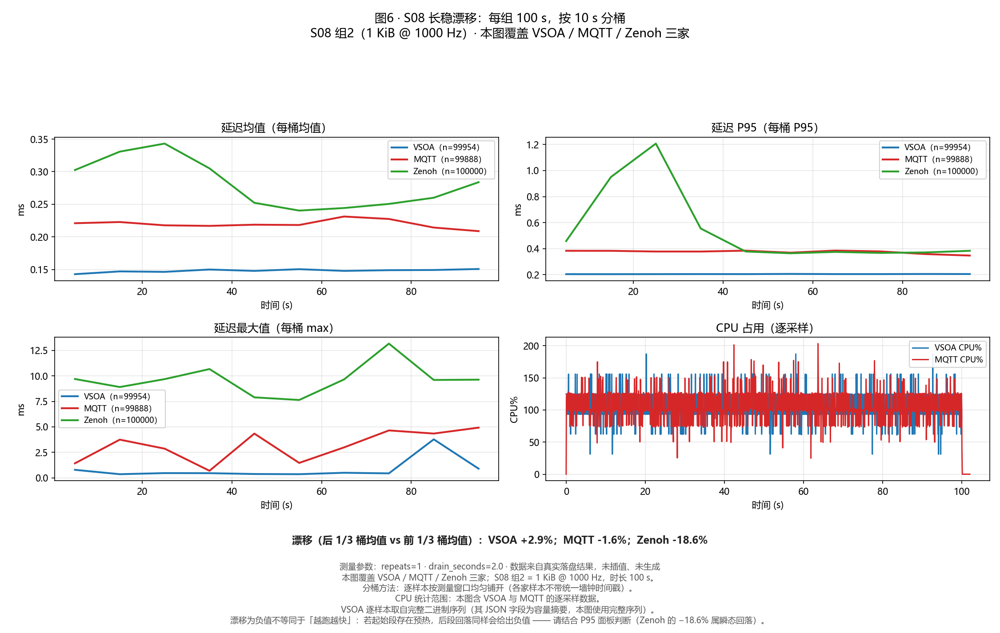 图6 · S08 长稳漂移：每组 100 s，按 10 s 分桶
S08 组2（1 KiB @ 1000 Hz）· 本图覆盖 VSOA / MQTT / Zenoh 三家
延迟均值（每桶均值）
0.35
0.30
0.25
0.20
0.15
ms
VSOA（n=99954）
MQTT（n=99888）
Zenoh（n=100000）
20
40
60
80
时间 (s)
延迟 P95（每桶 P95）
1.2
1.0
0.8
0.6
0.4
0.2
ms
VSOA（n=99954）
MQTT（n=99888）
Zenoh（n=100000）
20
40
60
80
时间 (s)
延迟最大值（每桶 max）
12.5
10.0
7.5
5.0
2.5
0.0
ms
VSOA（n=99954）
MQTT（n=99888）
Zenoh（n=100000）
20
40
60
80
时间 (s)
CPU 占用（逐采样）
200
150
100
50
0
CPU%
VSOA CPU%
MQTT CPU%
0
20
40
60
80
100
时间 (s)
漂移（后 1/3 桶均值 vs 前 1/3 桶均值）：VSOA +2.9%；MQTT -1.6%；Zenoh -18.6%
测量参数：repeats=1 · drain_seconds=2.0 · 数据来自真实落盘结果，未插值、未生成
本图覆盖 VSOA / MQTT / Zenoh 三家；S08 组2 = 1 KiB @ 1000 Hz，时长 100 s。
分桶方法：逐样本按测量窗口均匀铺开（各家样本不带统一墙钟时间戳）。
CPU 统计范围：本图含 VSOA 与 MQTT 的逐采样数据。
VSOA 逐样本取自完整二进制序列（其 JSON 字段为容量摘要，本图使用完整序列）。
漂移为负值不等同于「越跑越快」：若起始段存在预热，后段回落同样会给出负值 —— 请结合 P95 面板判断（Zenoh 的 −18.6% 属瞬态回落）。